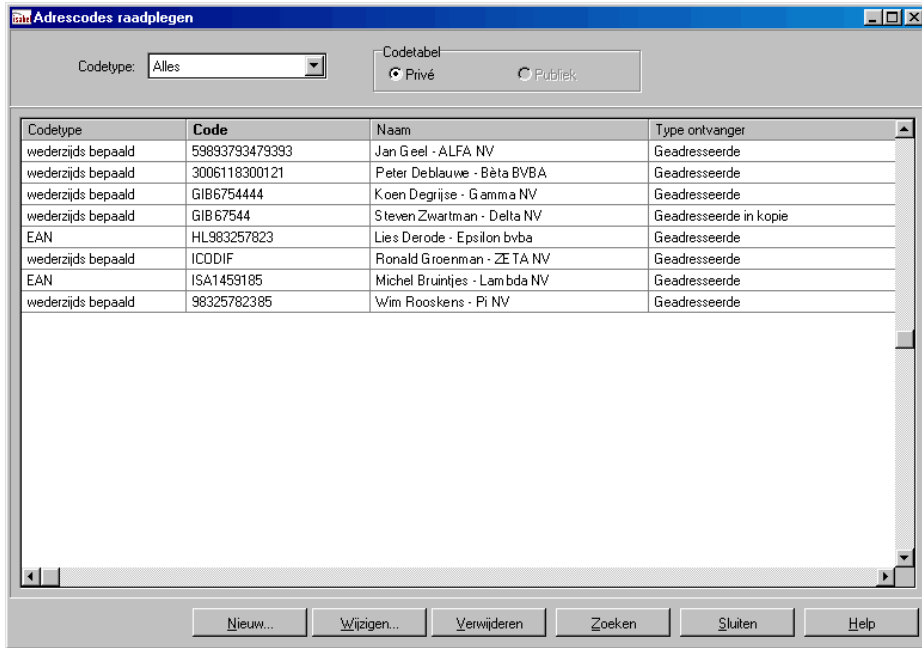 isabel Adrescodes raadplegen
Codetype: Alles
Codetabel
Privé Publiek
Codetype Code Naam Type ontvanger
wederzijds bepaald 59893793479393 Jan Geel - ALFA NV Geadresseerde
wederzijds bepaald 3006118300121 Peter Deblauwe - Bèta BVBA Geadresseerde
wederzijds bepaald GIB6754444 Koen Degrijse - Gamma NV Geadresseerde
wederzijds bepaald GIB67544 Steven Zwartman - Delta NV Geadresseerde in kopie
EAN HL983257823 Lies Derode - Epsilon bvba Geadresseerde
wederzijds bepaald ICODIF Ronald Groenman - ZETA NV Geadresseerde
EAN ISA1459185 Michel Bruintjes - Lambda NV Geadresseerde
wederzijds bepaald 98325782385 Wim Rooskens - Pi NV Geadresseerde
Nieuw... Wijzigen... Verwijderen Zoeken Sluiten Help